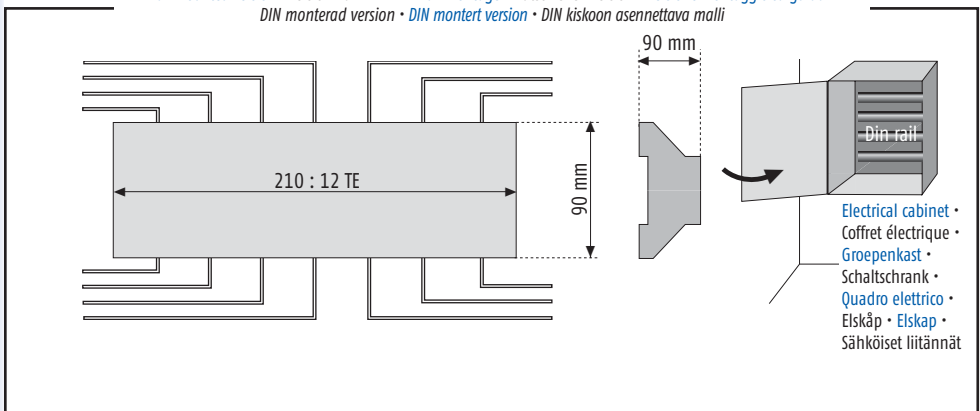 DIN monterad version • DIN montert version • DIN kiskoon asennettava malli
90 mm
210 : 12 TE
90 mm
Din rail
Electrical cabinet •
Coffret électrique •
Groepenkast •
Schaltschrank •
Quadro elettrico •
Elskåp • Elskap •
Sähköiset liitännät